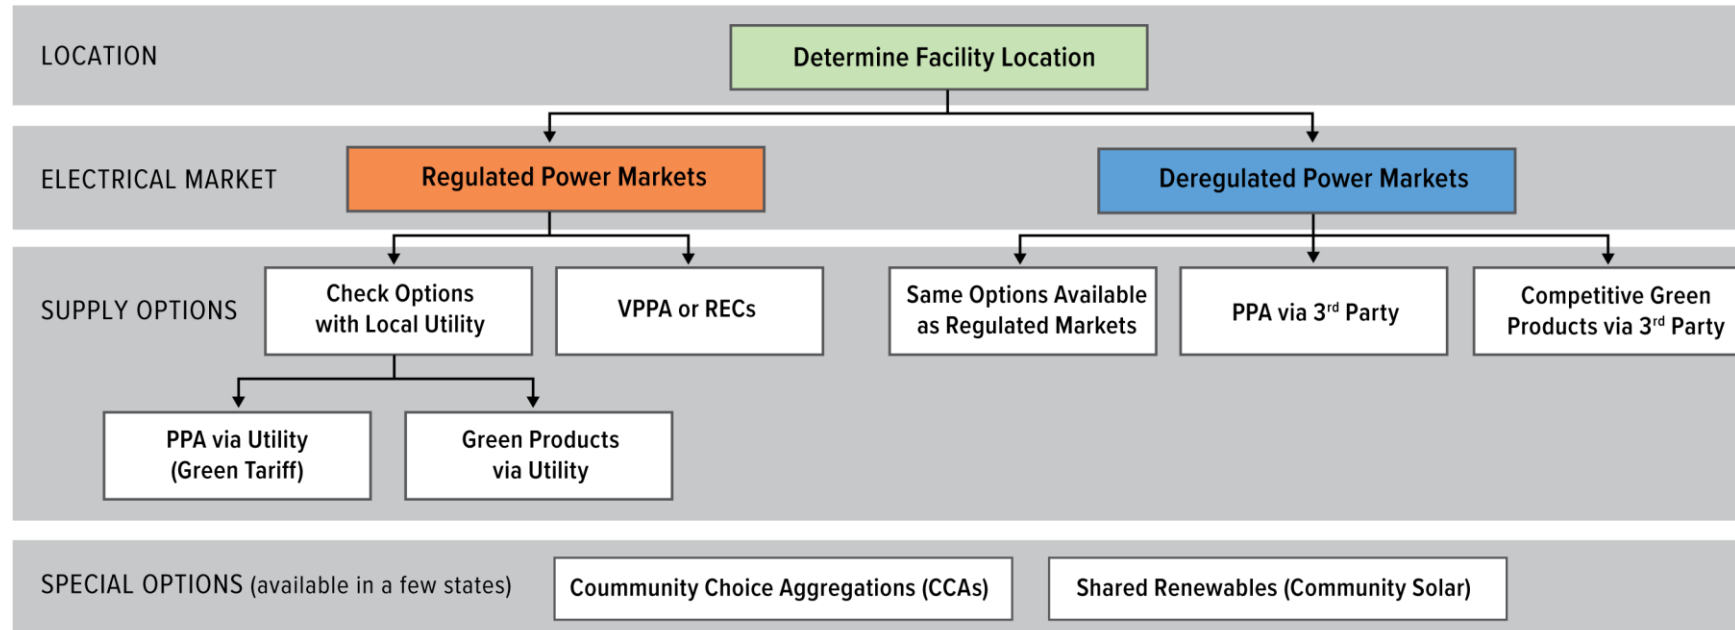 LOCATION
Determine Facility Location
ELECTRICAL MARKET
Regulated Power Markets
Deregulated Power Markets
SUPPLY OPTIONS
Check Options
with Local Utility
VPPA or RECs
Same Options Available
as Regulated Markets
PPA via 3rd Party
Competitive Green
Products via 3rd Party
PPA via Utility
(Green Tariff)
Green Products
via Utility
SPECIAL OPTIONS (available in a few states)
Coummunity Choice Aggregations (CCAs)
Shared Renewables (Community Solar)